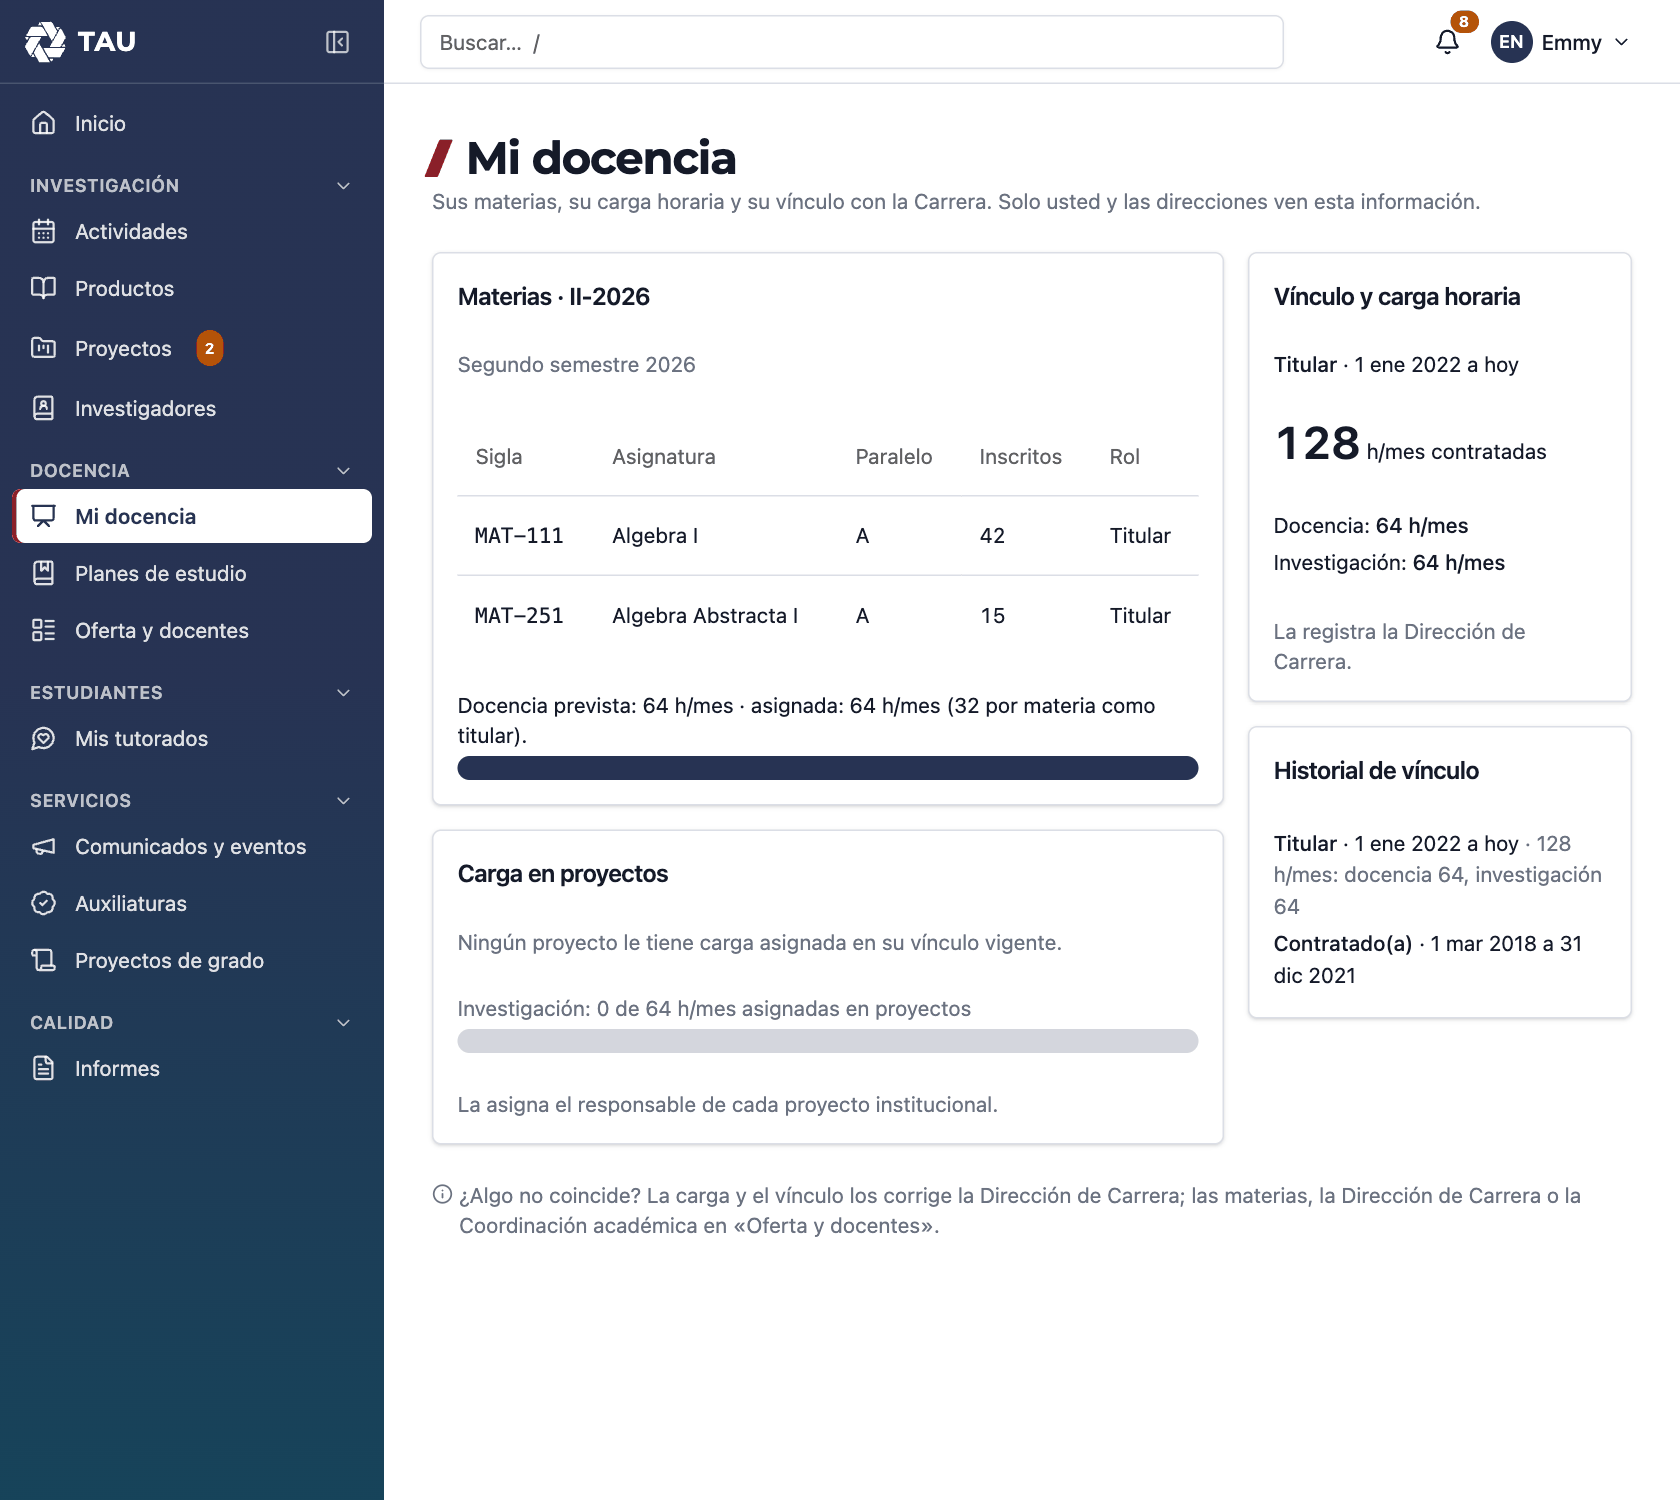 TAU
Buscar... /
8
EN Emmy
Inicio
INVESTIGACIÓN
Actividades
Productos
Proyectos 2
Investigadores
DOCENCIA
Mi docencia
Planes de estudio
Oferta y docentes
ESTUDIANTES
Mis tutorados
SERVICIOS
Comunicados y eventos
Auxiliaturas
Proyectos de grado
CALIDAD
Informes
Mi docencia
Sus materias, su carga horaria y su vínculo con la Carrera. Solo usted y las direcciones ven esta información.
Materias · II-2026
Segundo semestre 2026
Sigla Asignatura Paralelo Inscritos Rol
MAT-111 Algebra I A 42 Titular
MAT-251 Algebra Abstracta I A 15 Titular
Docencia prevista: 64 h/mes · asignada: 64 h/mes (32 por materia como
titular).
Carga en proyectos
Ningún proyecto le tiene carga asignada en su vínculo vigente.
Investigación: 0 de 64 h/mes asignadas en proyectos
La asigna el responsable de cada proyecto institucional.
Vínculo y carga horaria
Titular · 1 ene 2022 a hoy
128 h/mes contratadas
Docencia: 64 h/mes
Investigación: 64 h/mes
La registra la Dirección de
Carrera.
Historial de vínculo
Titular · 1 ene 2022 a hoy · 128
h/mes: docencia 64, investigación
64
Contratado(a) · 1 mar 2018 a 31
dic 2021
¿Algo no coincide? La carga y el vínculo los corrige la Dirección de Carrera; las materias, la Dirección de Carrera o la
Coordinación académica en «Oferta y docentes».